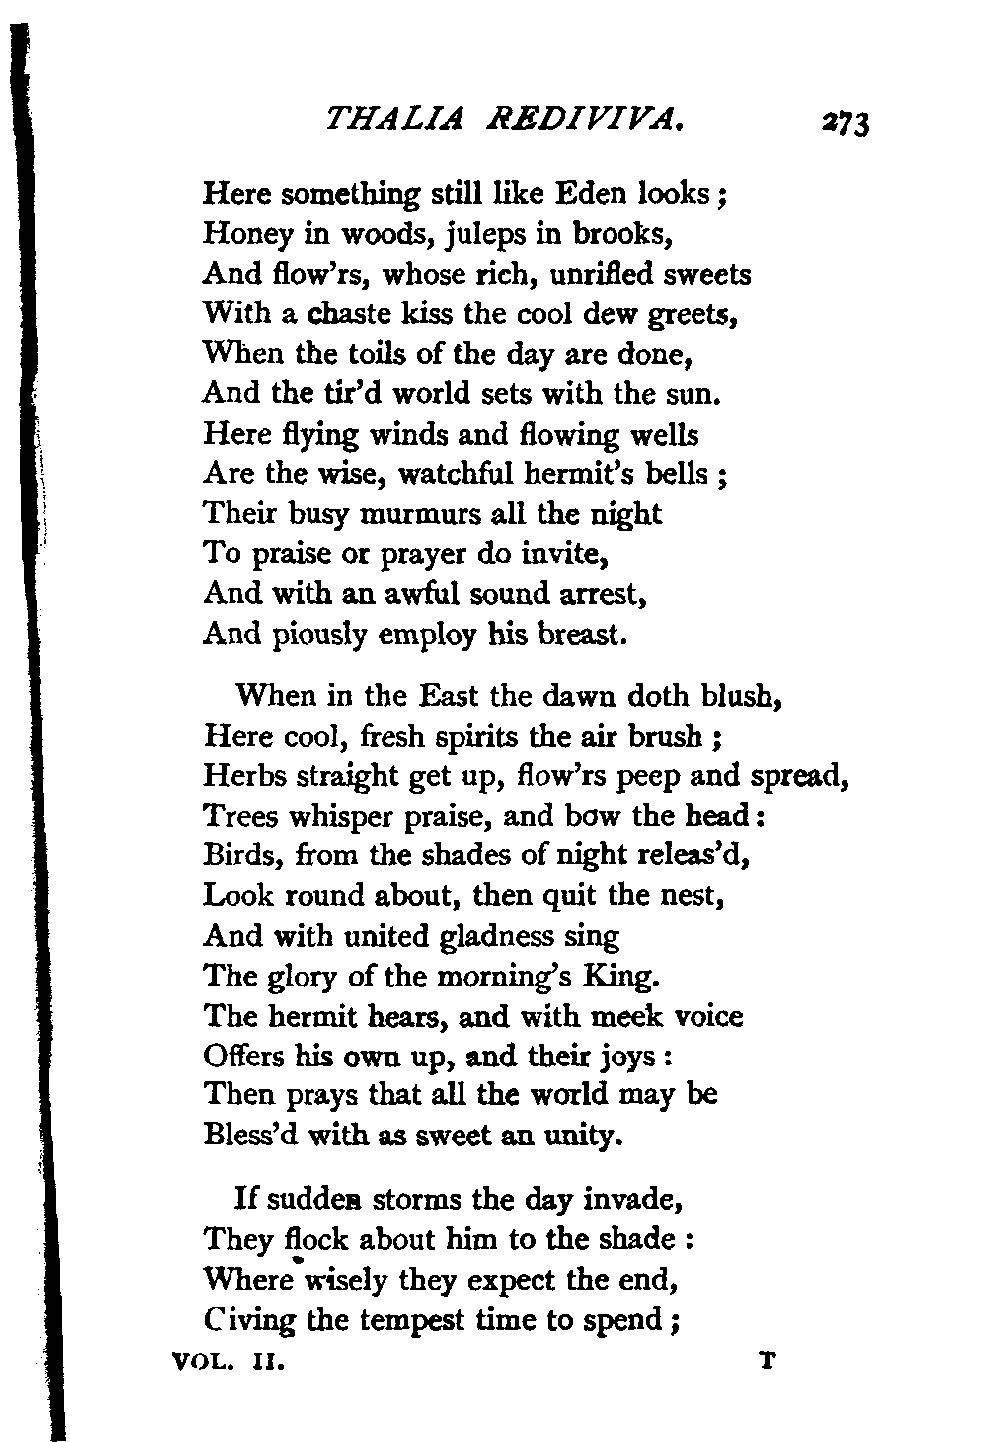 THALIA REDIVIVA. 273
Here something still like Eden looks ;
Honey in woods, juleps in brooks,
And flow'rs, whose rich, unrifled sweets
With a chaste kiss the cool dew greets,
When the toils of the day are done,
And the tir'd world sets with the sun.
Here flying winds and flowing wells
Are the wise, watchful hermit's bells ;
Their busy murmurs all the night
To praise or prayer do invite,
And with an awful sound arrest,
And piously employ his breast.
When in the East the dawn doth blush,
Here cool, fresh spirits the air brush ;
Herbs straight get up, flow'rs peep and spread,
Trees whisper praise, and bow the head :
Birds, from the shades of night releas'd,
Look round about, then quit the nest,
And with united gladness sing
The glory of the morning's King.
The hermit hears, and with meek voice
Offers his own up, and their joys :
Then prays that all the world may be
Bless'd with as sweet an unity.
If sudden storms the day invade,
They flock about him to the shade :
Where wisely they expect the end,
Giving the tempest time to spend ;
VOL. II. T